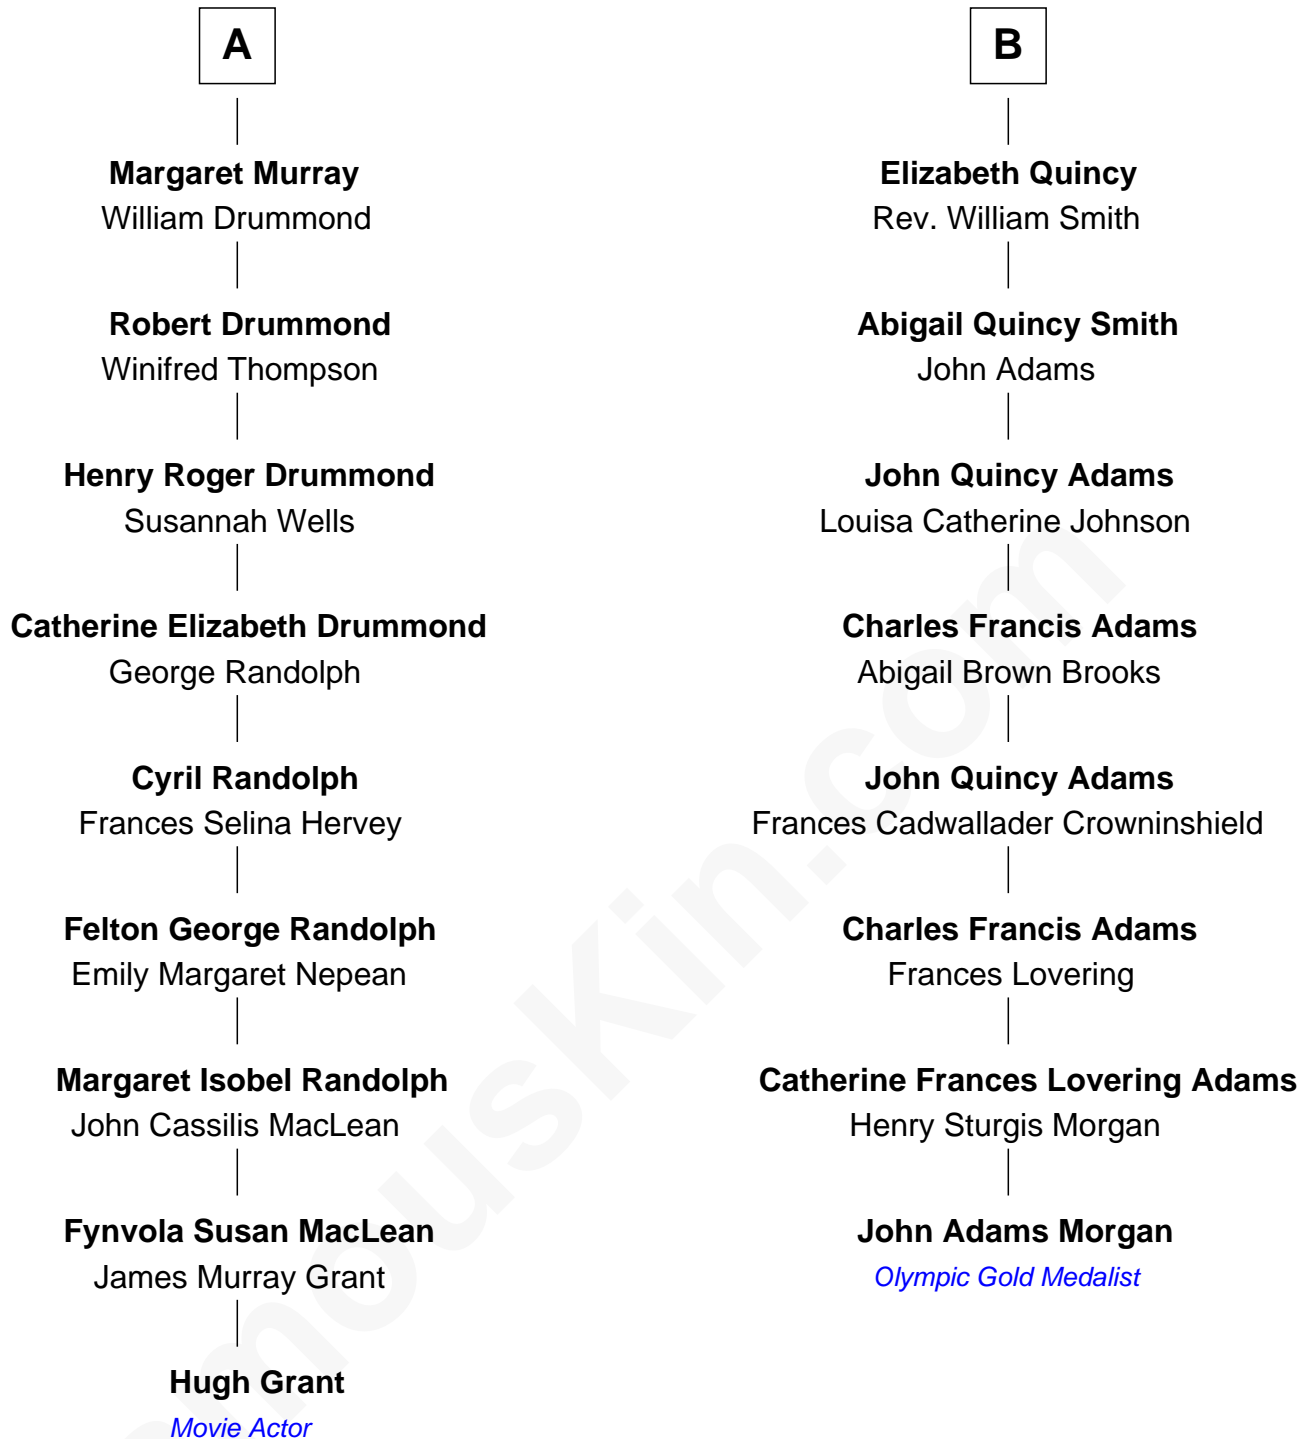 A
Margaret Murray
William Drummond
Robert Drummond
Winifred Thompson
Henry Roger Drummond
Susannah Wells
Catherine Elizabeth Drummond
George Randolph
Cyril Randolph
Frances Selina Hervey
Felton George Randolph
Emily Margaret Nepean
Margaret Isobel Randolph
John Cassilis MacLean
Fynvola Susan MacLean
James Murray Grant
Hugh Grant
Movie Actor
B
Elizabeth Quincy
Rev. William Smith
Abigail Quincy Smith
John Adams
John Quincy Adams
Louisa Catherine Johnson
Charles Francis Adams
Abigail Brown Brooks
John Quincy Adams
Frances Cadwallader Crowninshield
Charles Francis Adams
Frances Lovering
Catherine Frances Lovering Adams
Henry Sturgis Morgan
John Adams Morgan
Olympic Gold Medalist
mousKin.com